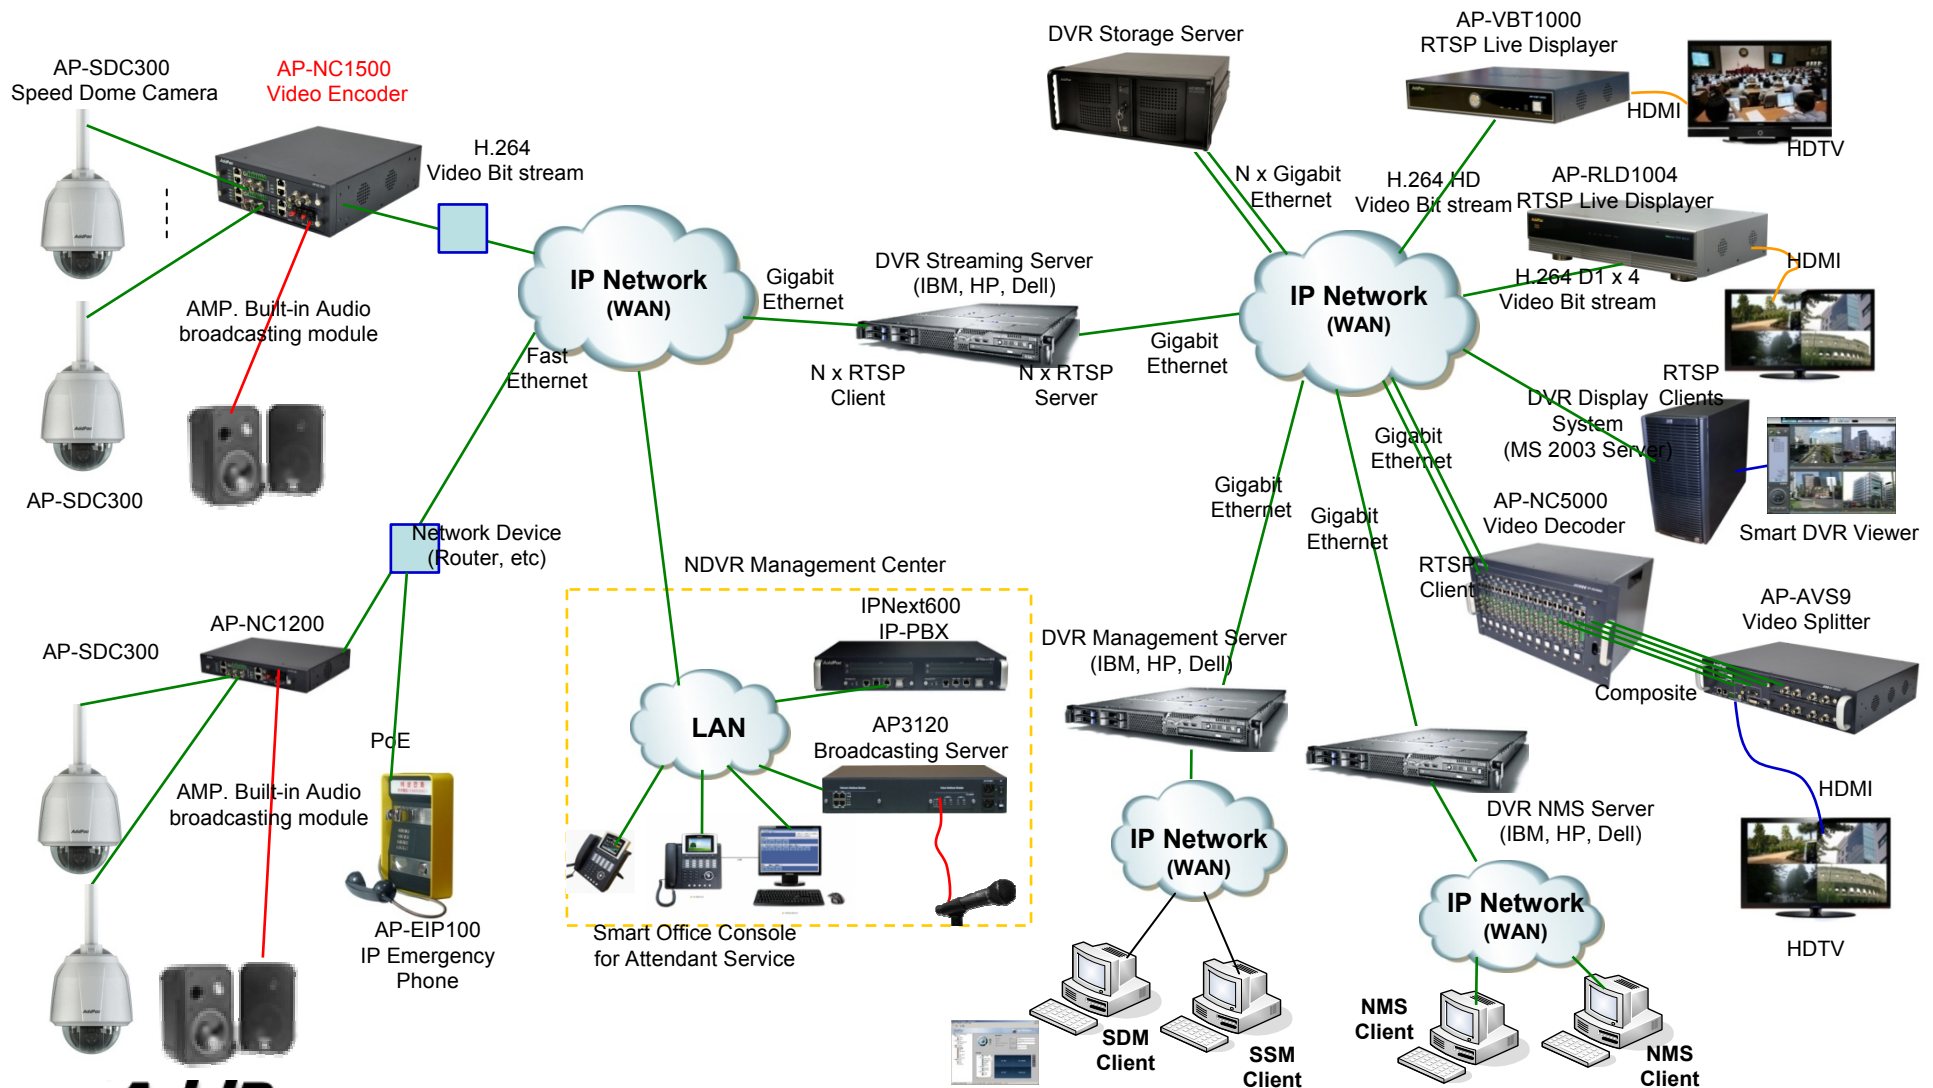 AP-SDC300
Speed Dome Camera
AP-NC1500
Video Encoder
H.264
Video Bit stream
AMP. Built-in Audio
broadcasting module
AP-SDC300
IP Network
(WAN)
Gigabit
Ethernet
Fast
Ethernet
DVR Streaming Server
(IBM, HP, Dell)
N x RTSP
Client
N x RTSP
Server
Gigabit
Ethernet
DVR Storage Server
N x Gigabit
Ethernet
IP Network
(WAN)
AP-VBT1000
RTSP Live Displayer
HDMI
HDTV
H.264 HD
Video Bit stream
AP-RLD1004
RTSP Live Displayer
HDMI
H.264 D1 x 4
Video Bit stream
RTSP
Clients
DVR Display
System
(MS 2003 Server)
Smart DVR Viewer
Gigabit
Ethernet
Gigabit
Ethernet
Gigabit
Ethernet
AP-NC5000
Video Decoder
RTSP
Client
AP-AVS9
Video Splitter
Composite
HDMI
HDTV
Network Device
(Router, etc)
AP-NC1200
AP-SDC300
PoE
AMP. Built-in Audio
broadcasting module
AP-EIP100
IP Emergency
Phone
NDVR Management Center
IPNext600
IP-PBX
LAN
AP3120
Broadcasting Server
Smart Office Console
for Attendant Service
DVR Management Server
(IBM, HP, Dell)
IP Network
(WAN)
SDM
Client
SSM
Client
DVR NMS Server
(IBM, HP, Dell)
IP Network
(WAN)
NMS
Client
NMS
Client